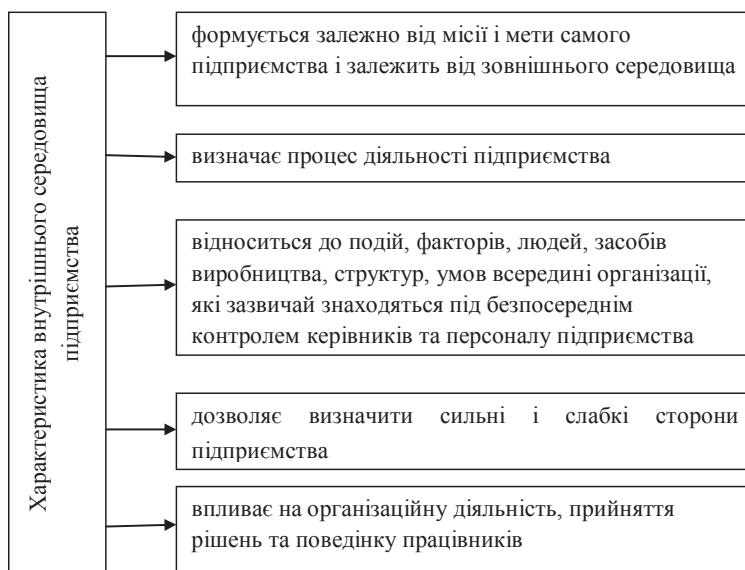 Характеристика внутрішнього середовища
підприємства
формується залежно від місії і мети самого
підприємства і залежить від зовнішнього середовища
визначає процес діяльності підприємства
відноситься до подій, факторів, людей, засобів
виробництва, структур, умов всередині організації,
які зазвичай знаходяться під безпосереднім
контролем керівників та персоналу підприємства
дозволяє визначити сильні і слабкі сторони
підприємства
впливає на організаційну діяльність, прийняття
рішень та поведінку працівників